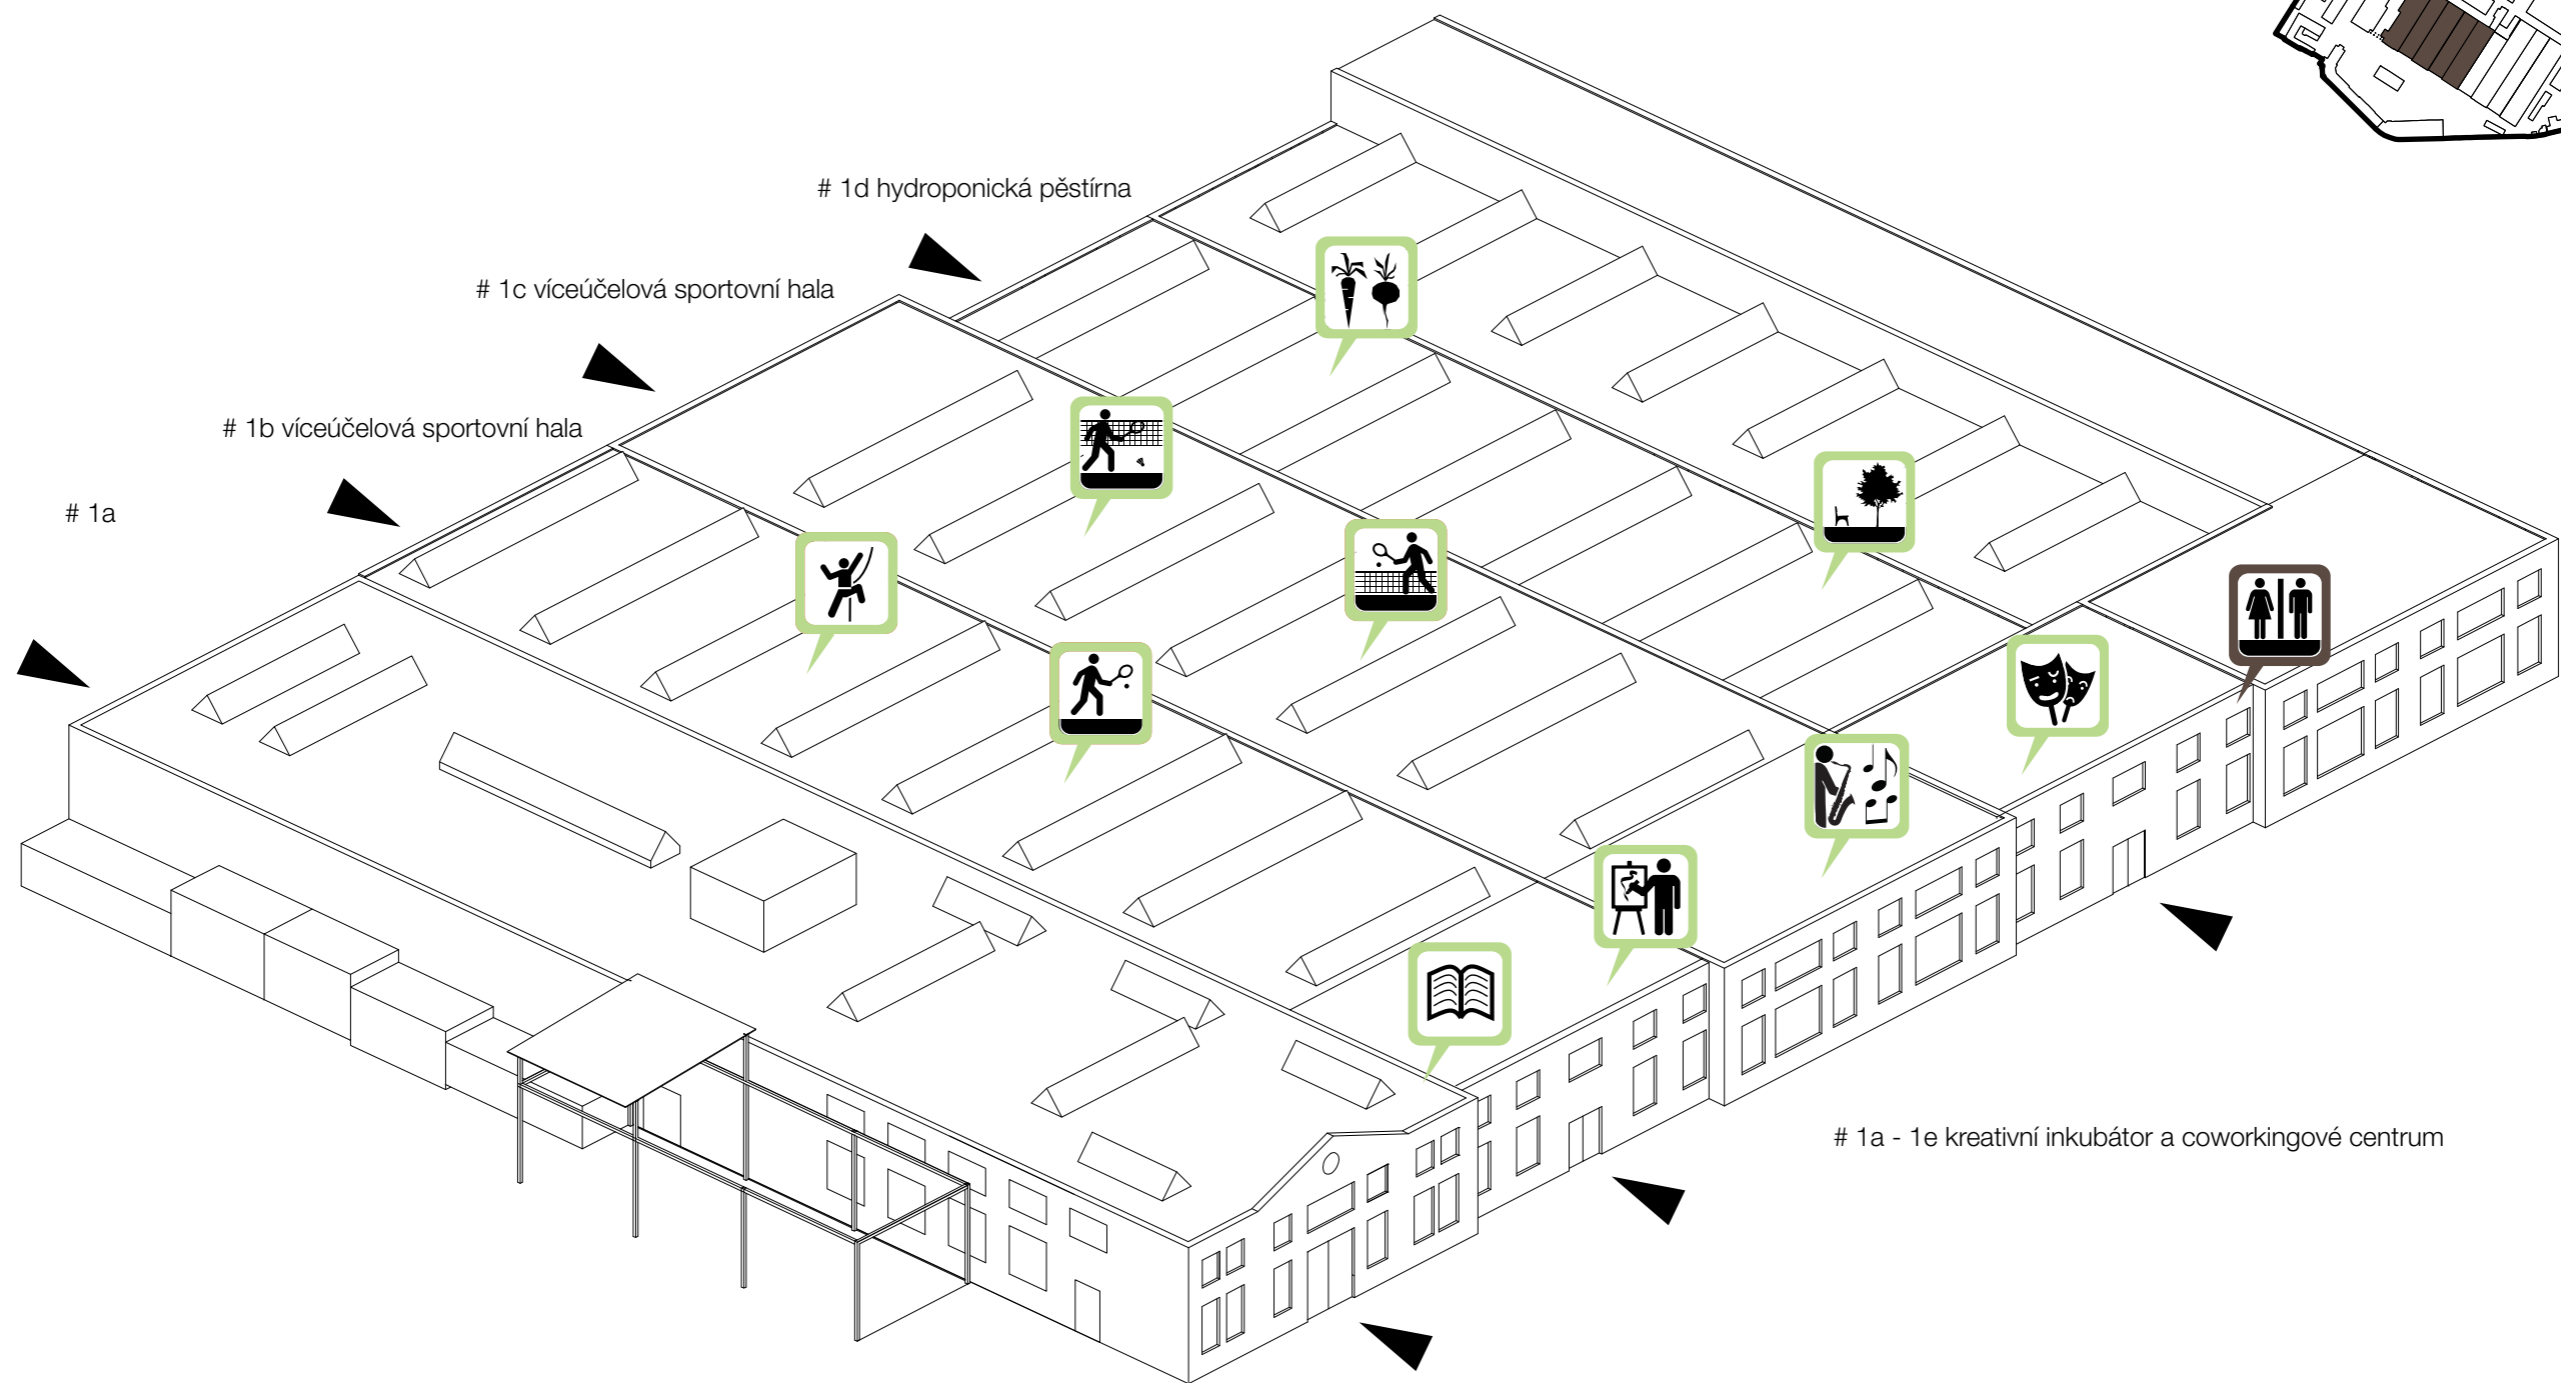 # 1d hydroponická pěstírna
# 1c víceúčelová sportovní hala
# 1b víceúčelová sportovní hala
# 1a
# 1a - 1e kreativní inkubátor a coworkingové centrum